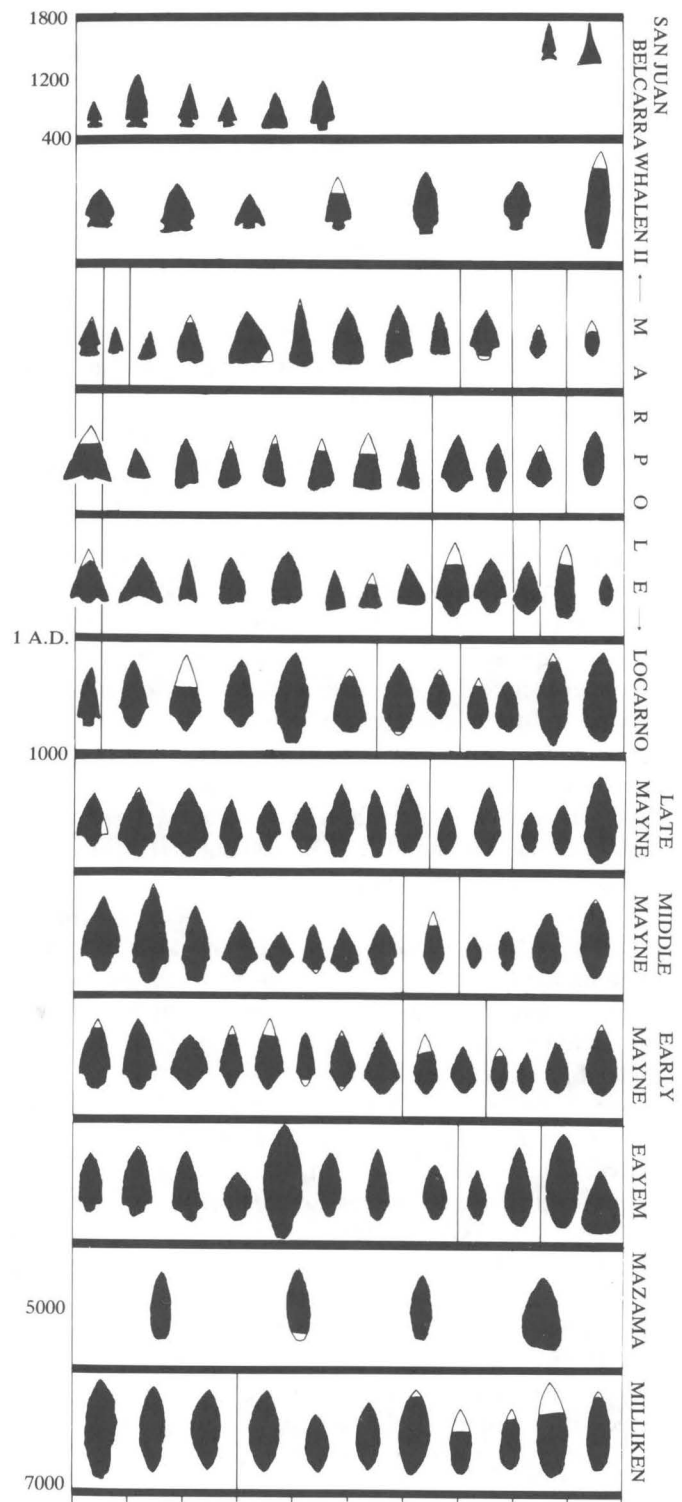 1800
SAN JUAN
1200
BELCARRA
400
WHALEN II
←— MARPOLE —→
1 A.D.
LOCARNO
1000
LATE
MAYNE
MIDDLE
MAYNE
EARLY
MAYNE
EAYEM
5000
MAZAMA
MILLIKEN
7000